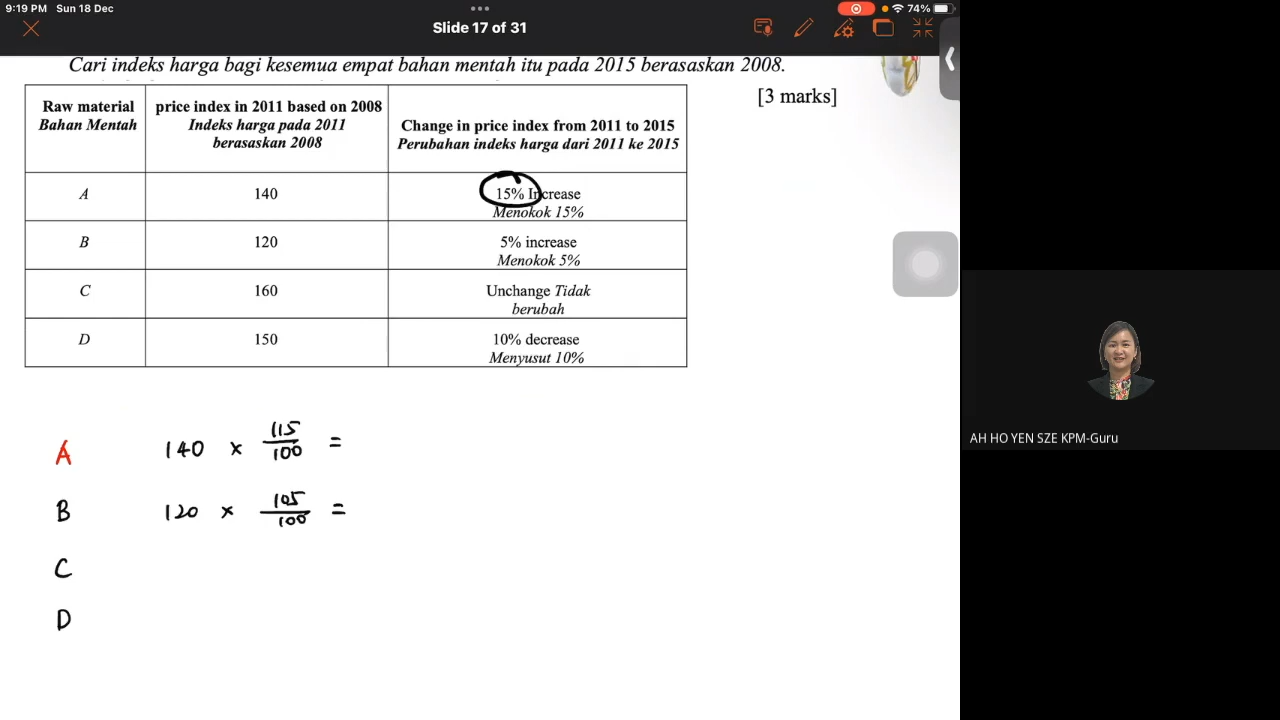 9:19 PM Sun 18 Dec
74%
Slide 17 of 31
Cari indeks harga bagi kesemua empat bahan mentah itu pada 2015 berasaskan 2008.
[3 marks]
Raw material
Bahan Mentah
price index in 2011 based on 2008
Indeks harga pada 2011
berasaskan 2008
Change in price index from 2011 to 2015
Perubahan indeks harga dari 2011 ke 2015
A 140 15% Increase
Menokok 15%
B 120 5% increase
Menokok 5%
C 160 Unchange Tidak
berubah
D 150 10% decrease
Menyusut 10%
A 140 × 115/100 =
B 120 × 105/100 =
C
D
AH HO YEN SZE KPM-Guru